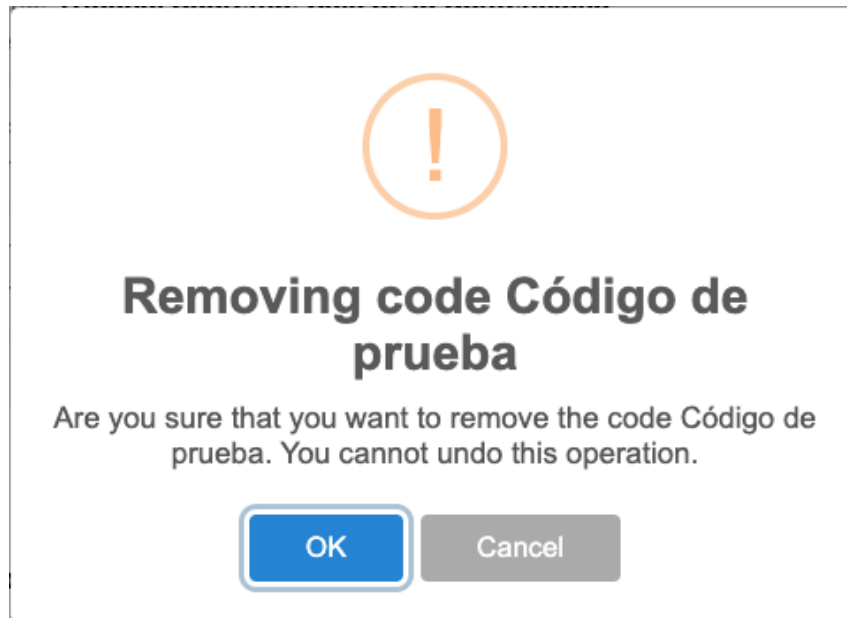 Removing code Código de
prueba
Are you sure that you want to remove the code Código de
prueba. You cannot undo this operation.
OK
Cancel